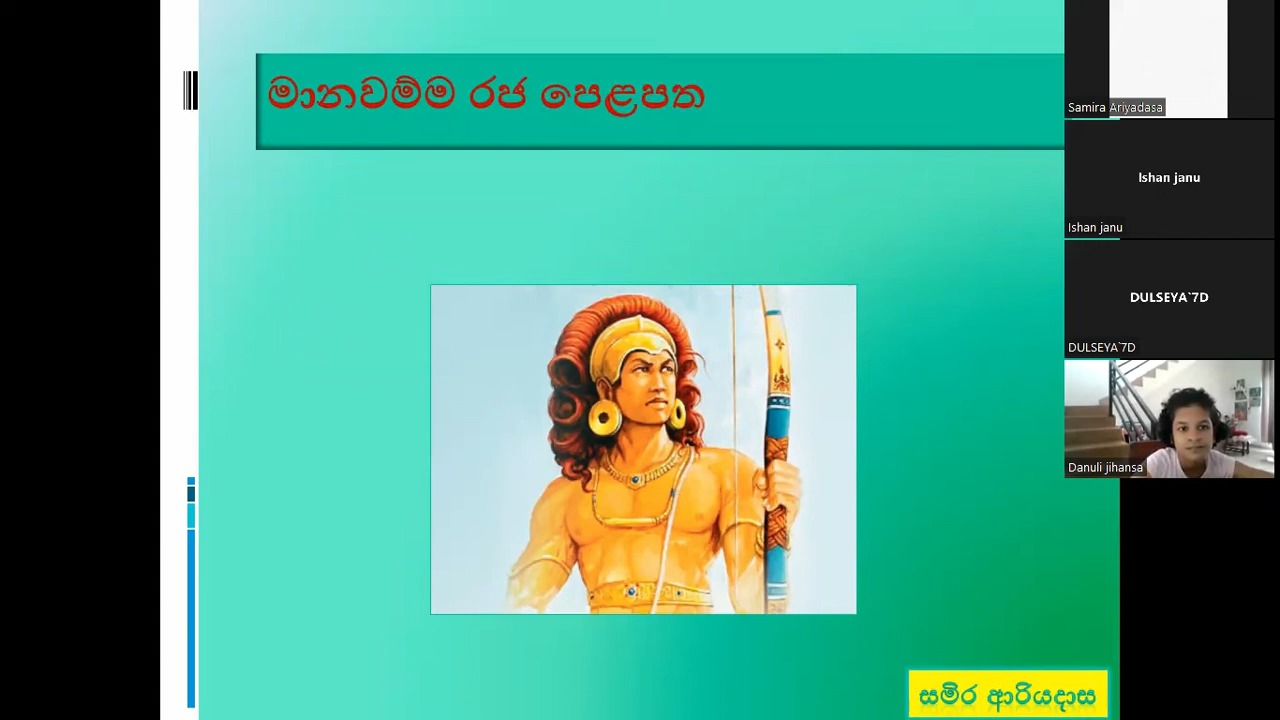 මානවම්ම රජ පෙළපත
Samira Ariyadasa
Ishan janu
Ishan janu
DULSEYA`7D
DULSEYA`7D
Danuli jihansa
සමිර ආරියදාස